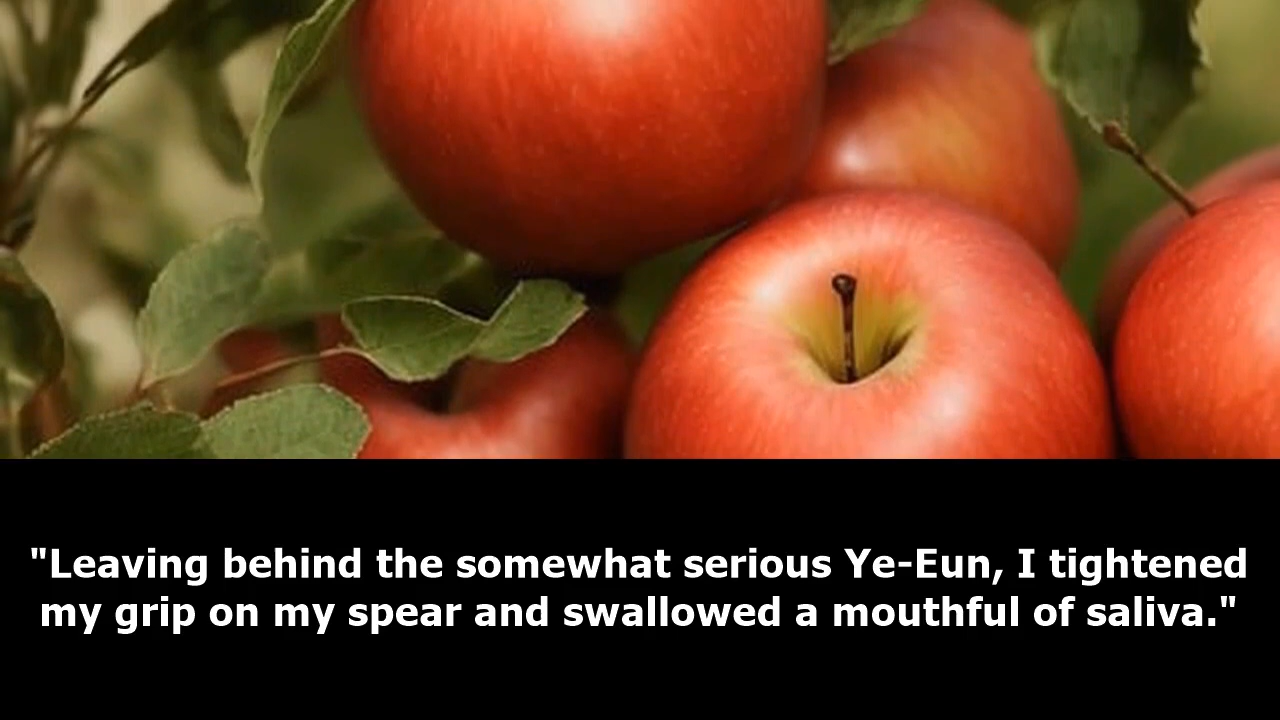 "Leaving behind the somewhat serious Ye-Eun, I tightened
my grip on my spear and swallowed a mouthful of saliva."